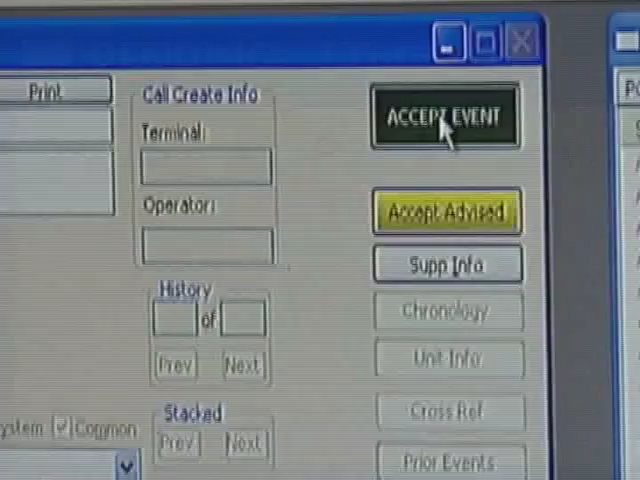 Print
Call Create Info
ACCEPT EVENT
Terminal:
Operator:
Accept Advised
Supp Info
History
of
Chronology
Prev
Next
Unit Info
Stacked
Cross Ref
ystem
Common
Prev
Next
Prior Events